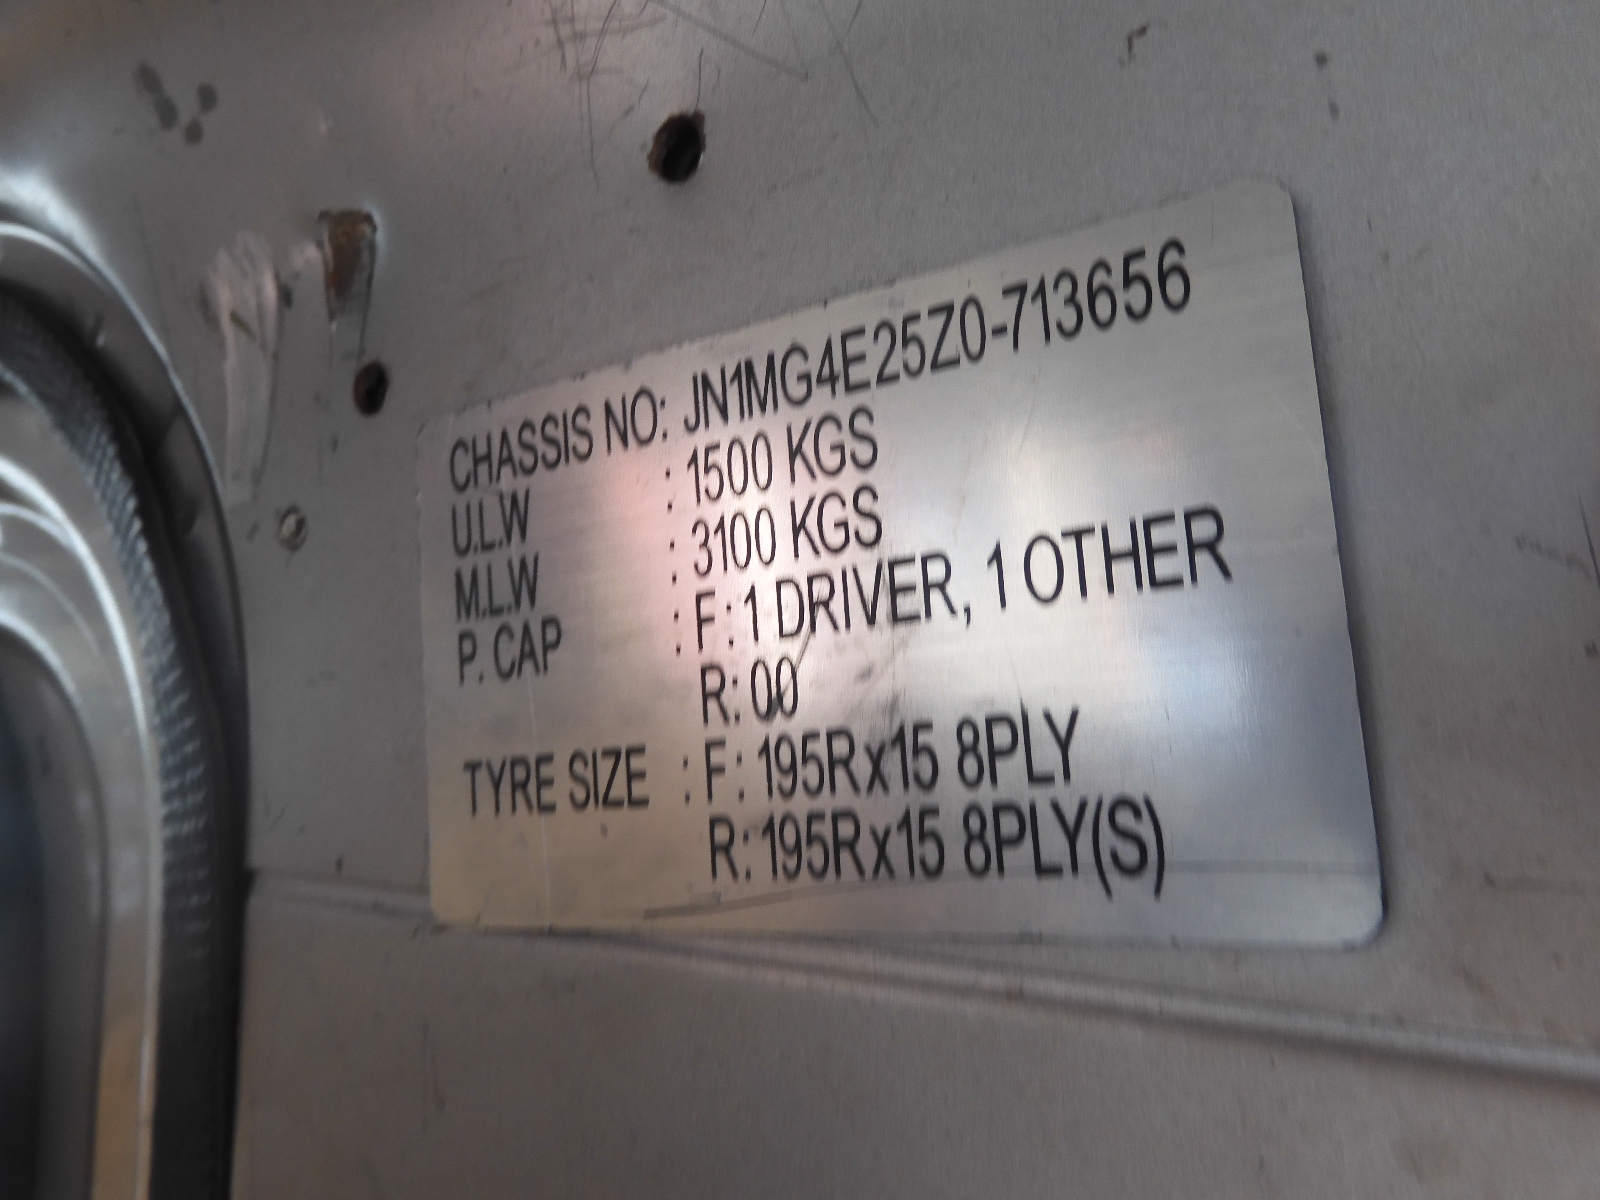 CHASSIS NO: JN1MG4E25Z0-713656
U.L.W : 1500 KGS
M.L.W : 3100 KGS
P. CAP : F: 1 DRIVER, 1 OTHER
R: 00
TYRE SIZE : F: 195Rx15 8PLY
R: 195Rx15 8PLY(S)